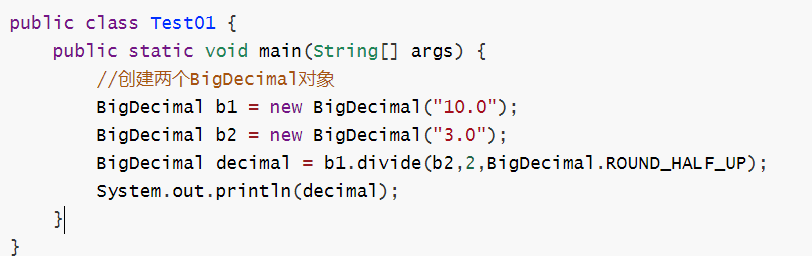 public class Test01 {
    public static void main(String[] args) {
        //创建两个BigDecimal对象
        BigDecimal b1 = new BigDecimal("10.0");
        BigDecimal b2 = new BigDecimal("3.0");
        BigDecimal decimal = b1.divide(b2,2,BigDecimal.ROUND_HALF_UP);
        System.out.println(decimal);
    }
}